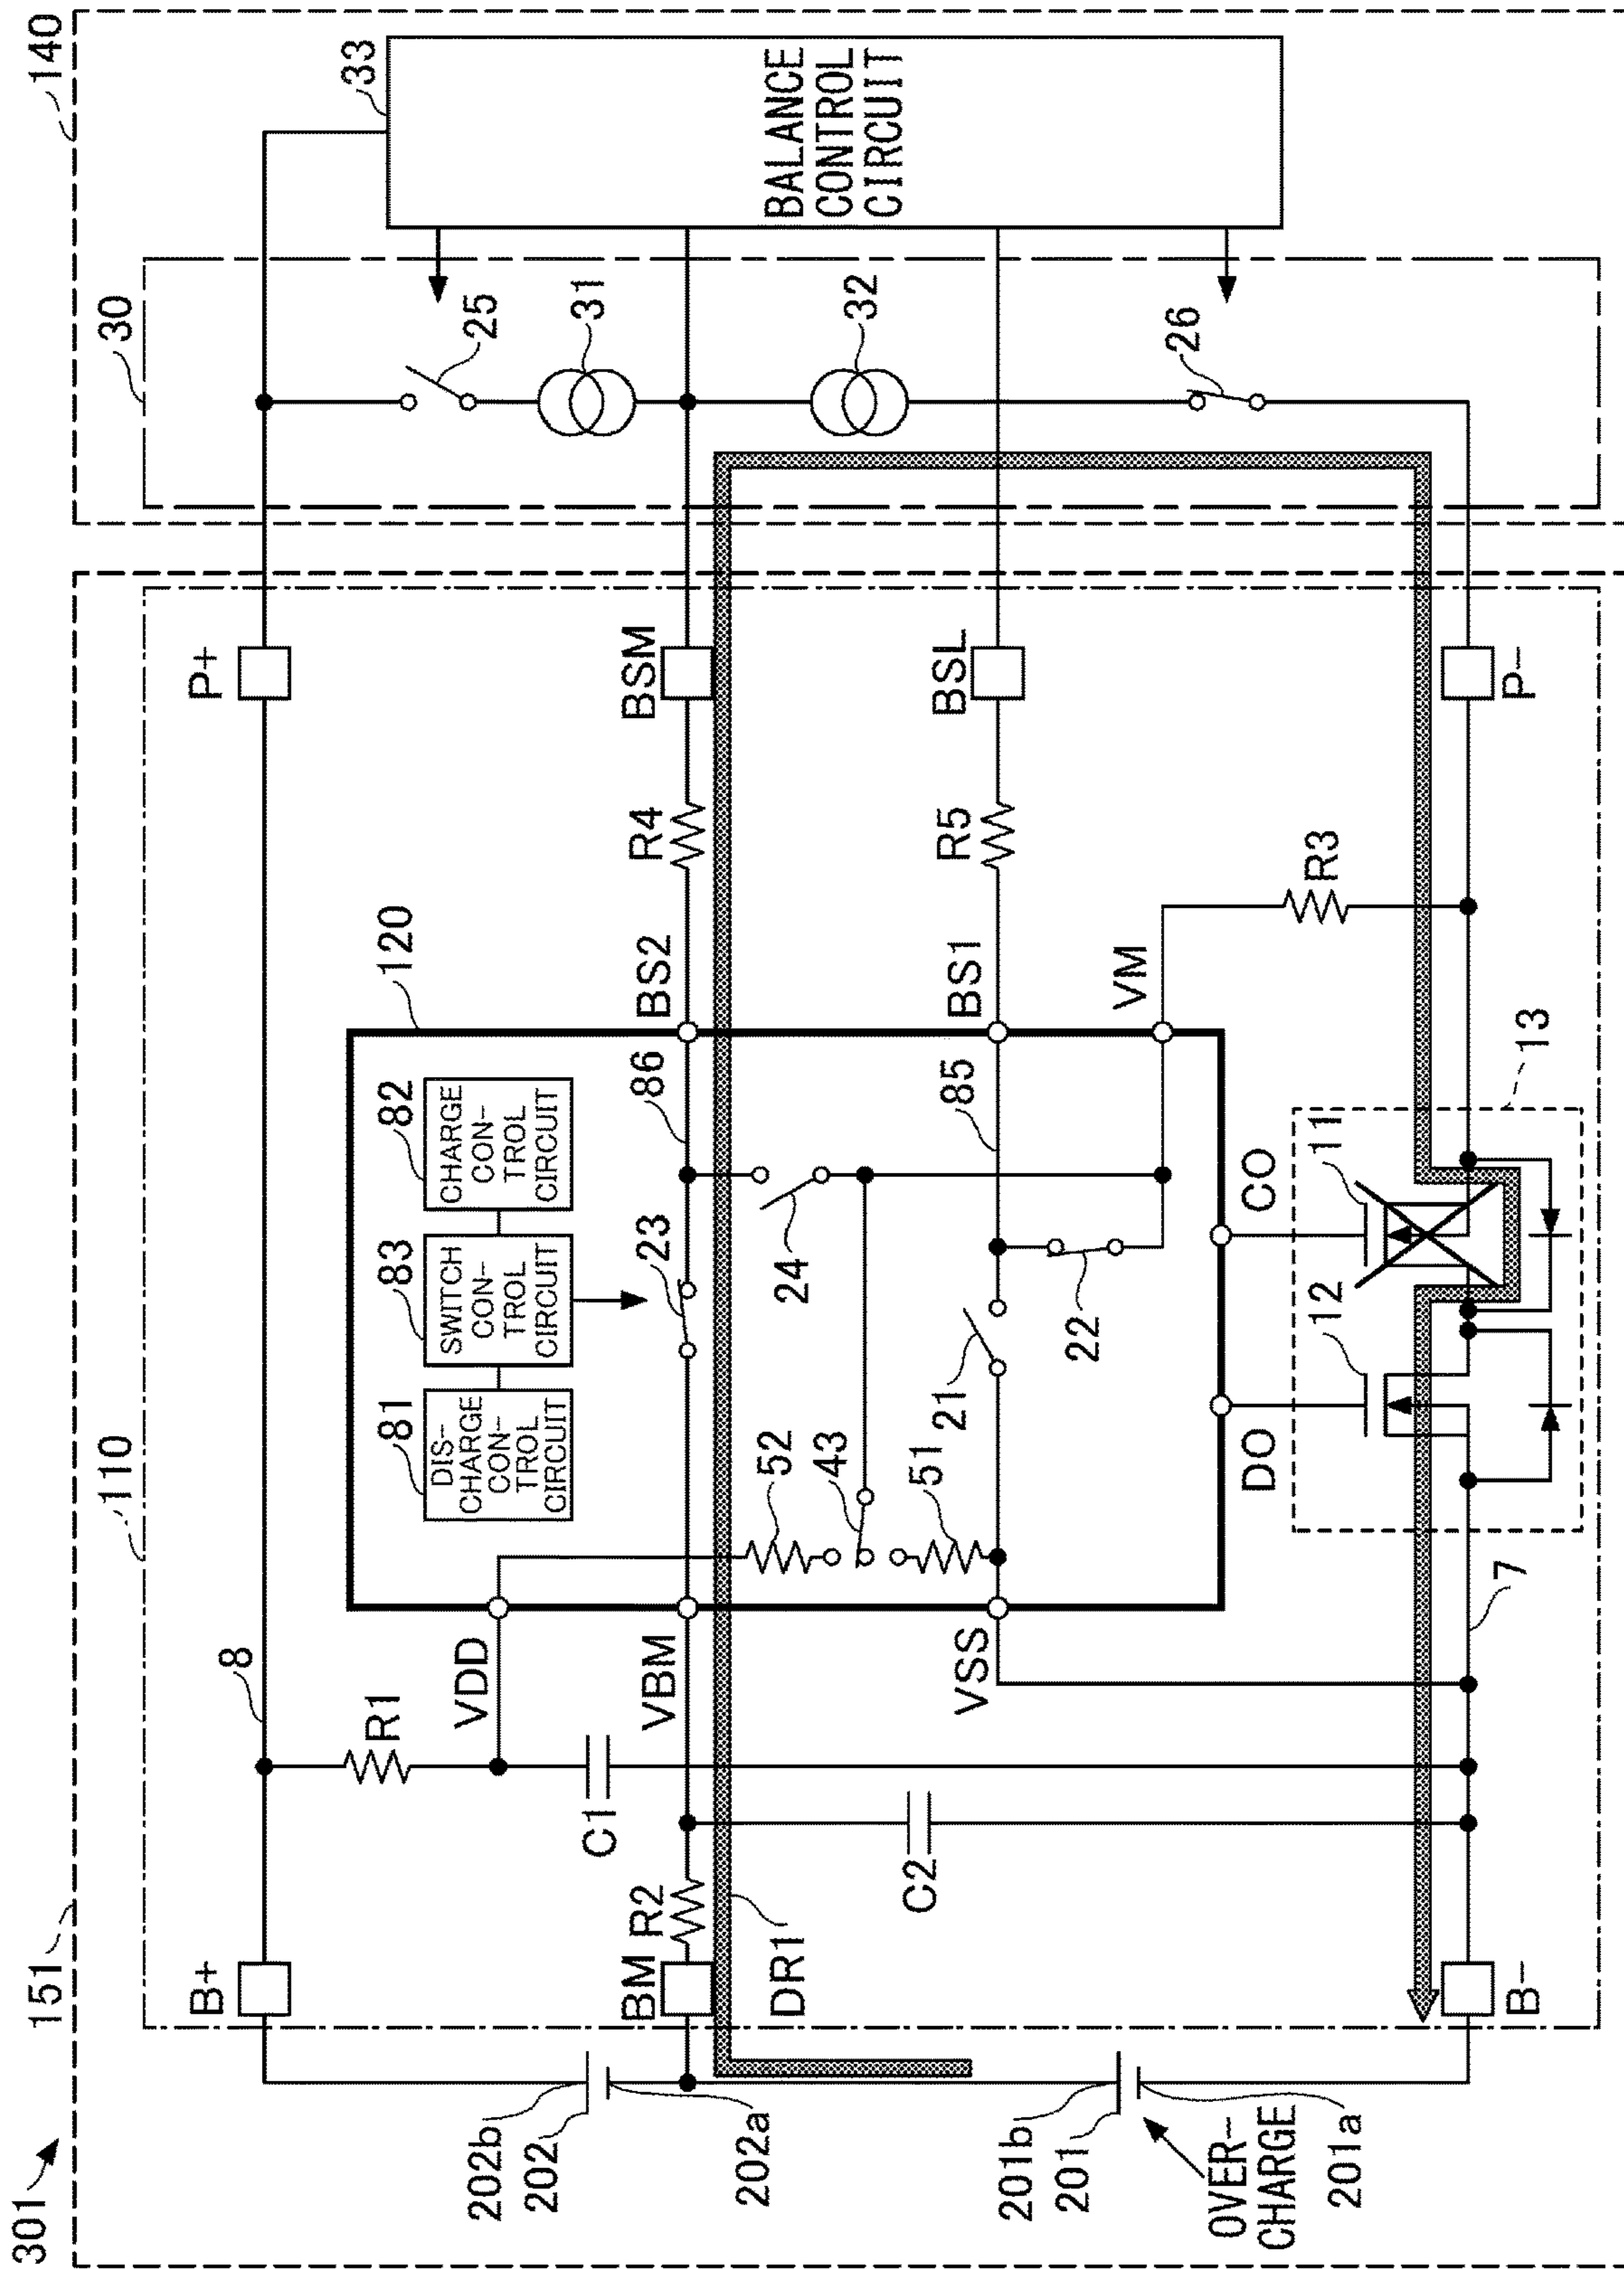 301
151
110
140
30
33
BALANCE
CONTROL
CIRCUIT
25
31
32
26
P+
BSM
BSL
P-
R4
R5
R3
120
BS2
BS1
VM
82
CHARGE
CON-
TROL
CIRCUIT
83
SWITCH
CON-
TROL
CIRCUIT
81
DIS-
CHARGE
CON-
TROL
CIRCUIT
86
85
23
24
21
22
52
43
51
CO
DO
11
12
13
7
8
VDD
VBM
VSS
R1
C1
R2
C2
DR1
B+
BM
B-
202b
202
202a
201b
201
201a
OVER-
CHARGE